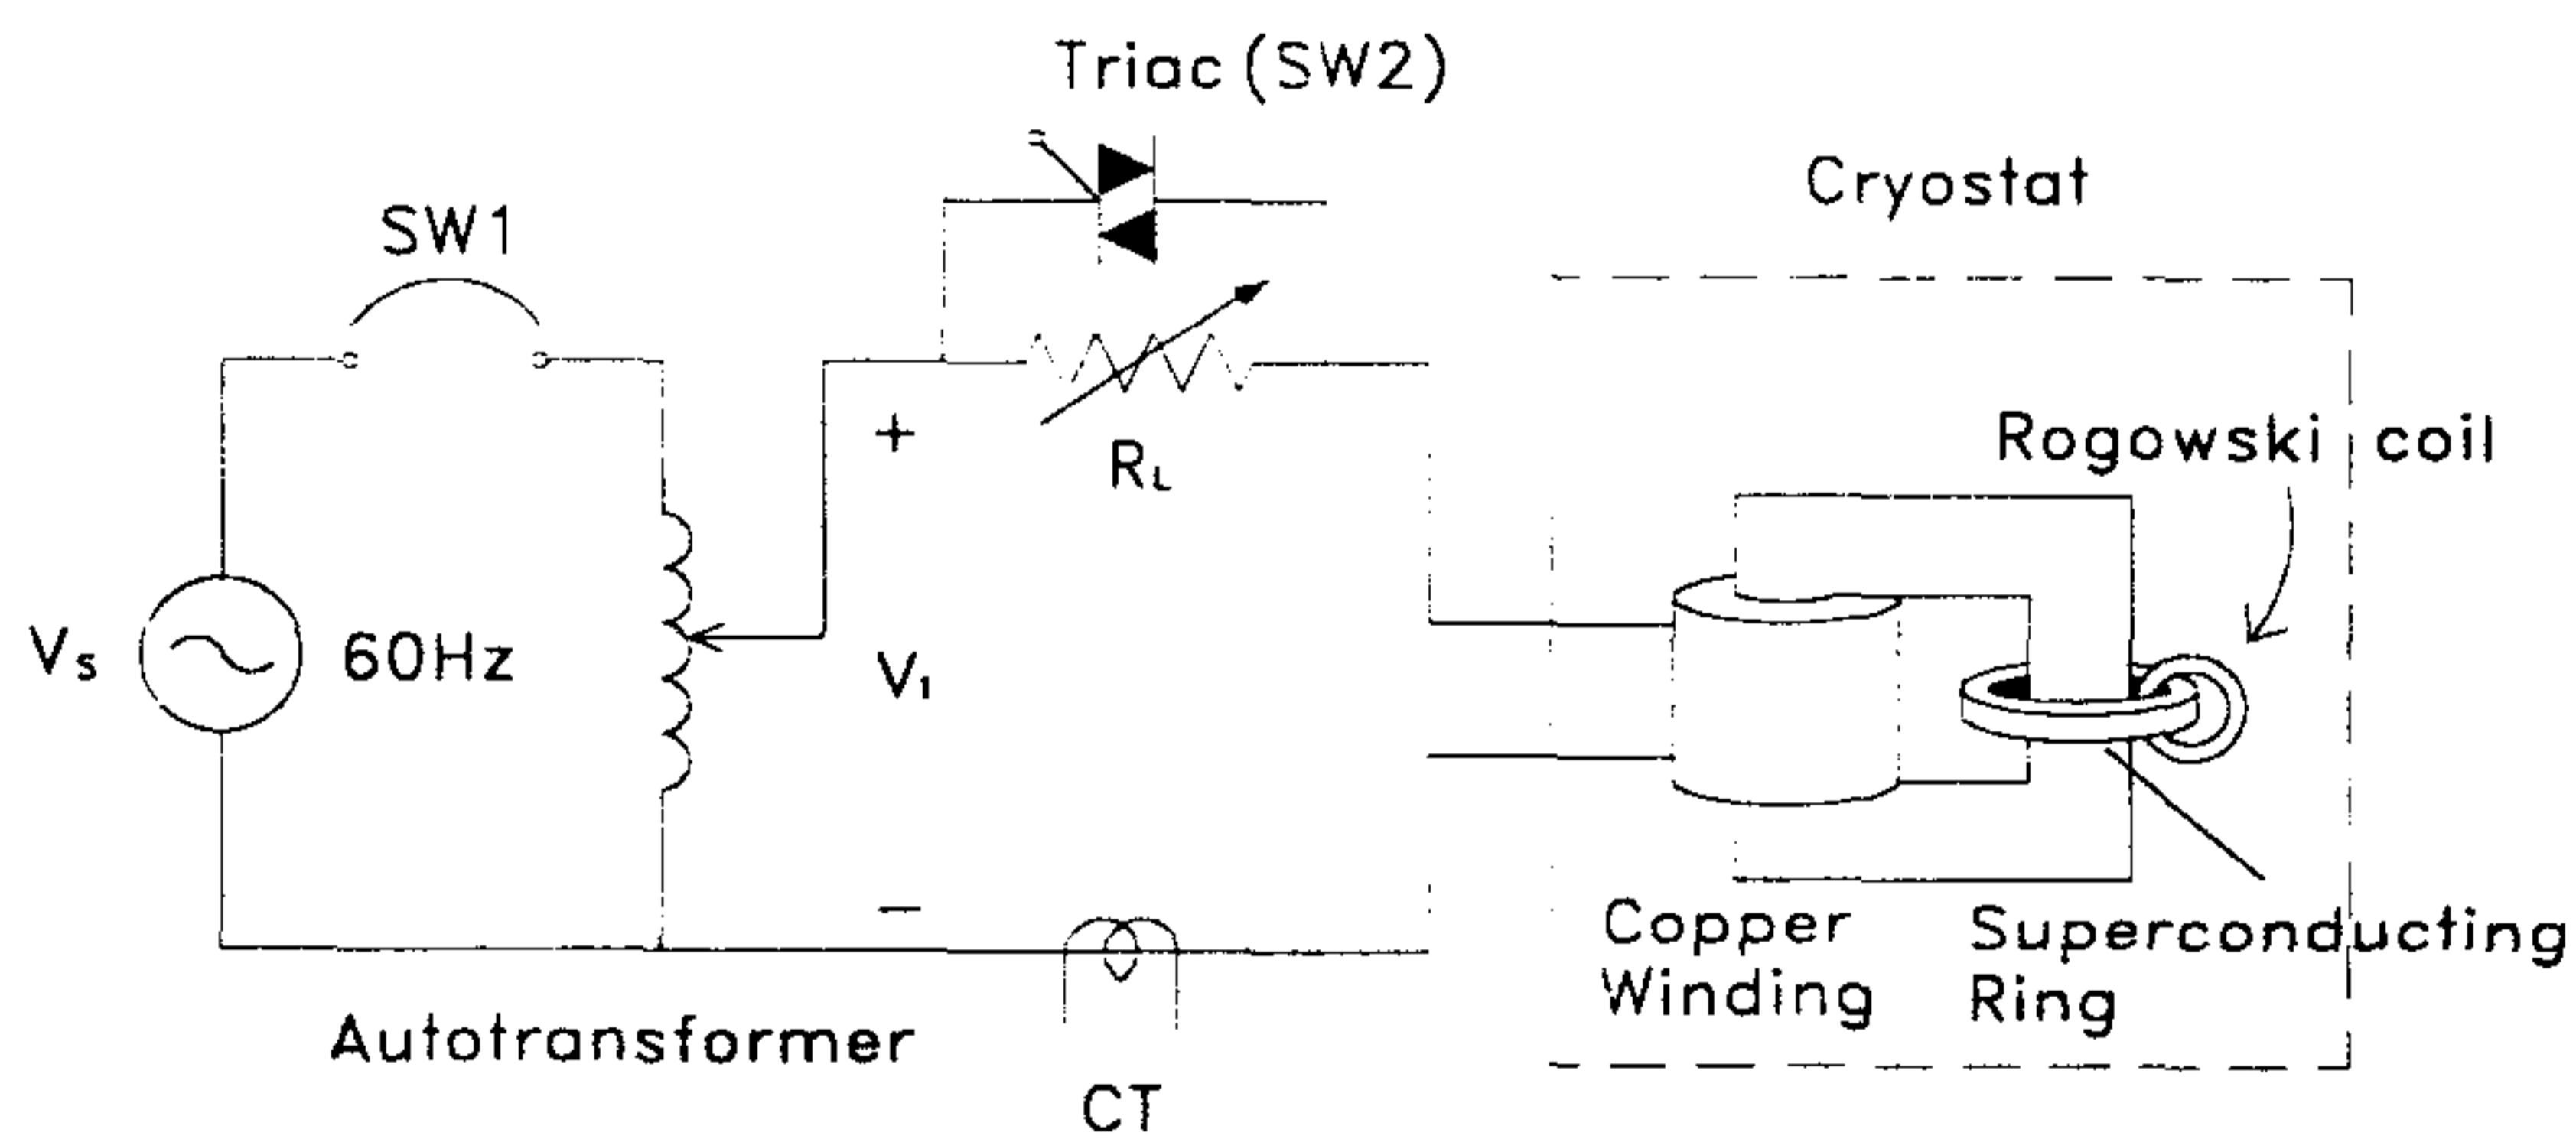 Triac (SW2)
Cryostat
SW1
Rogowski coil
+
RL
Vs
60Hz
V1
−
Copper
Winding
Superconducting
Ring
Autotransformer
CT